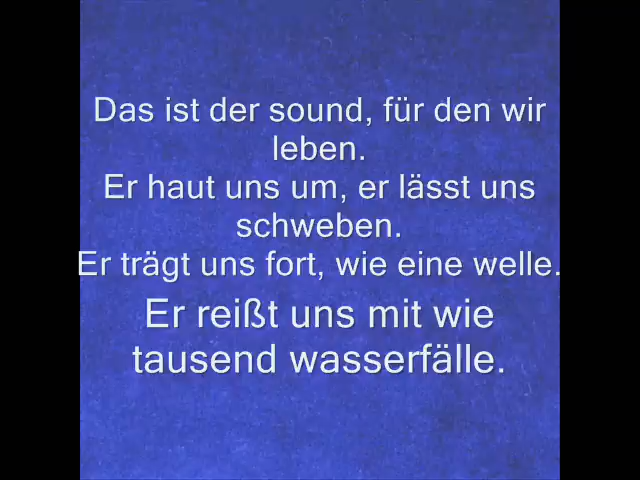 Das ist der sound, für den wir
leben.
Er haut uns um, er lässt uns
schweben.
Er trägt uns fort, wie eine welle.
Er reißt uns mit wie
tausend wasserfälle.